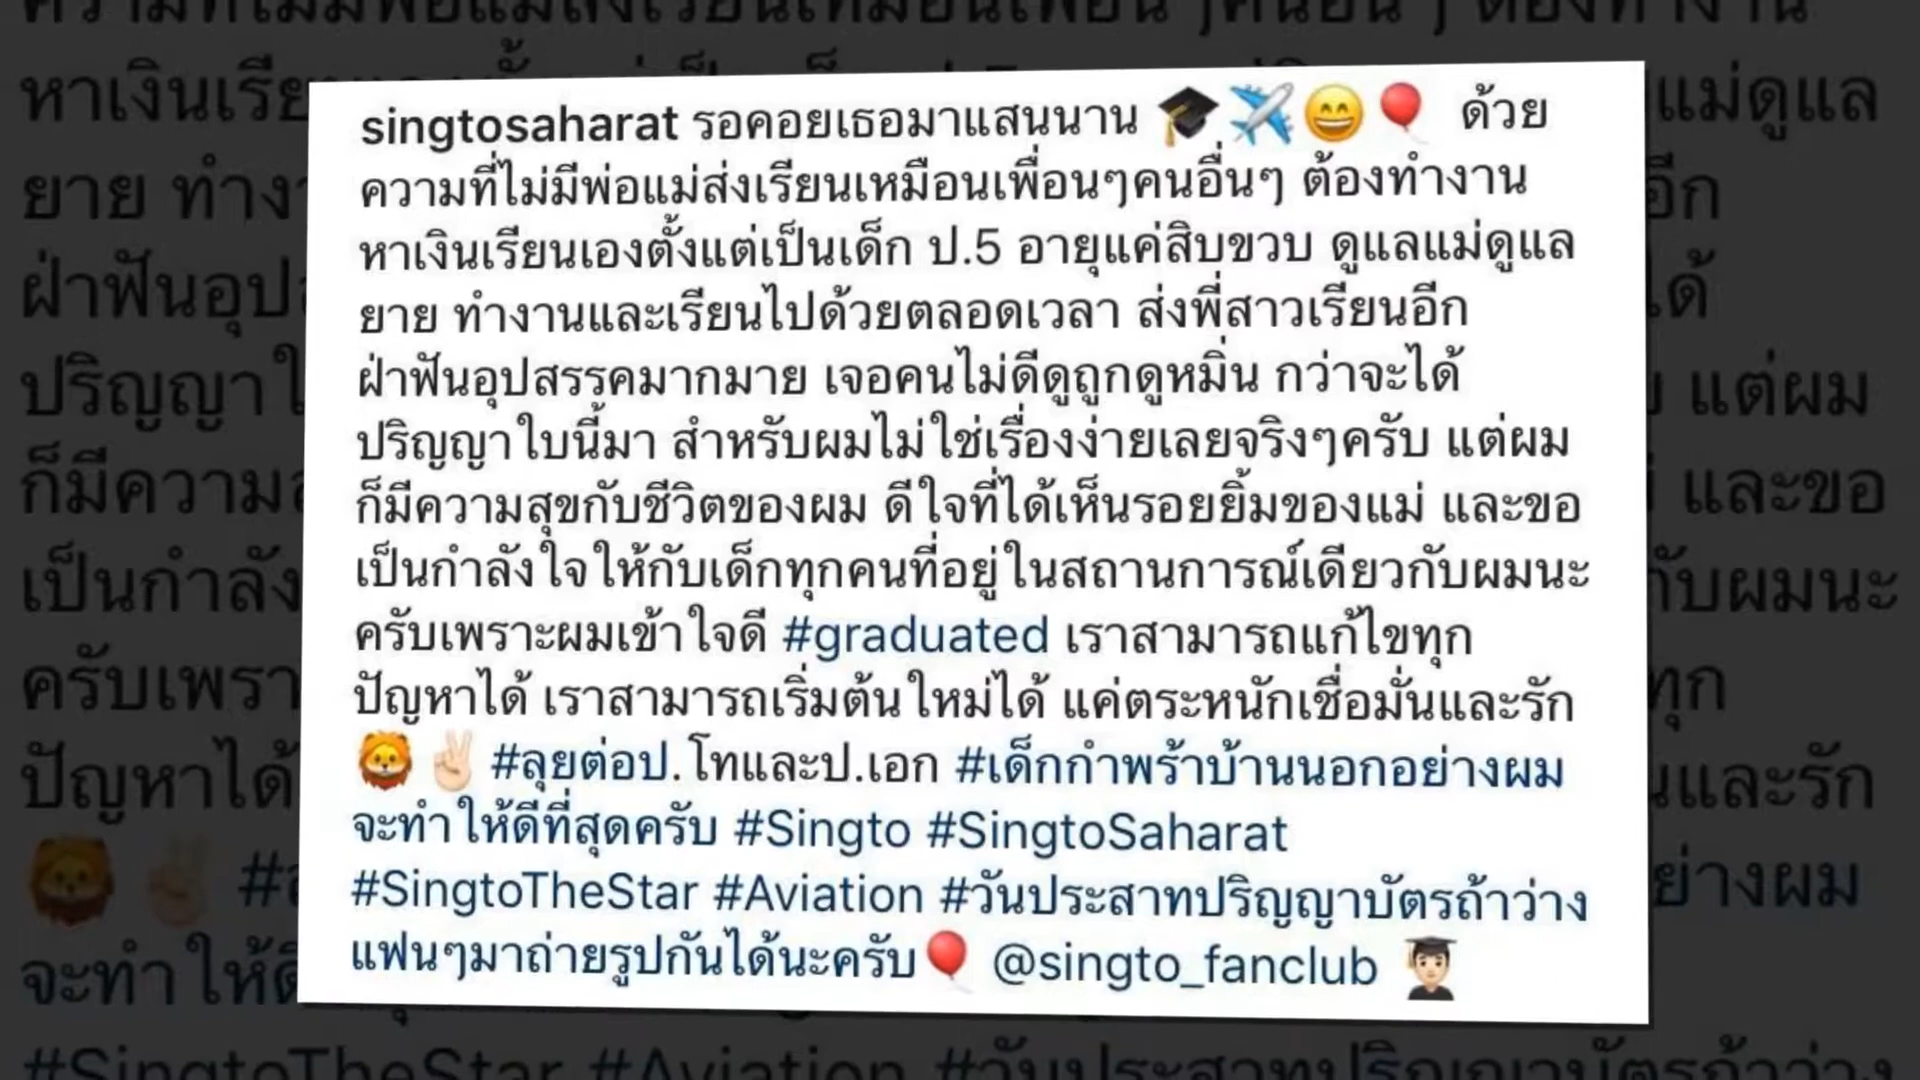 singtosaharat รอคอยเธอมาแสนนาน 🎓✈️😄🎈 ด้วย
ความที่ไม่มีพ่อแม่ส่งเรียนเหมือนเพื่อนๆคนอื่นๆ ต้องทำงาน
หาเงินเรียนเองตั้งแต่เป็นเด็ก ป.5 อายุแค่สิบขวบ ดูแลแม่ดูแล
ยาย ทำงานและเรียนไปด้วยตลอดเวลา ส่งพี่สาวเรียนอีก
ฝ่าฟันอุปสรรคมากมาย เจอคนไม่ดีดูถูกดูหมิ่น กว่าจะได้
ปริญญาใบนี้มา สำหรับผมไม่ใช่เรื่องง่ายเลยจริงๆครับ แต่ผม
ก็มีความสุขกับชีวิตของผม ดีใจที่ได้เห็นรอยยิ้มของแม่ และขอ
เป็นกำลังใจให้กับเด็กทุกคนที่อยู่ในสถานการณ์เดียวกับผมนะ
ครับเพราะผมเข้าใจดี #graduated เราสามารถแก้ไขทุก
ปัญหาได้ เราสามารถเริ่มต้นใหม่ได้ แค่ตระหนักเชื่อมั่นและรัก
🦁✌🏻 #ลุยต่อป.โทและป.เอก #เด็กกำพร้าบ้านนอกอย่างผม
จะทำให้ดีที่สุดครับ #Singto #SingtoSaharat
#SingtoTheStar #Aviation #วันประสาทปริญญาบัตรถ้าว่าง
แฟนๆมาถ่ายรูปกันได้นะครับ🎈 @singto_fanclub 👨🏻‍🎓